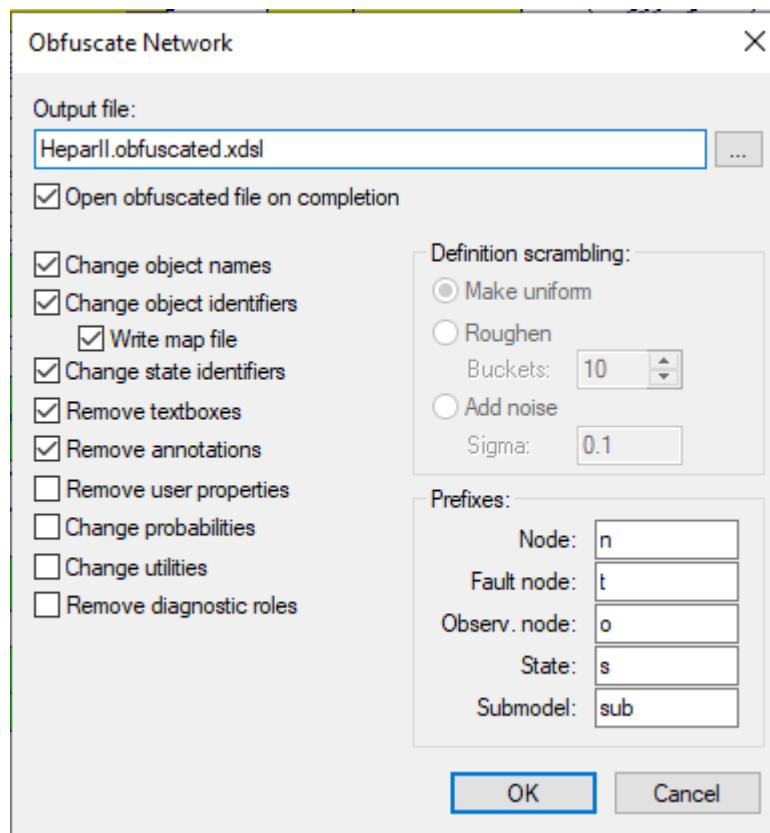 Obfuscate Network
Output file:
HeparII.obfuscated.xdsl
...
Open obfuscated file on completion
Change object names
Change object identifiers
Write map file
Change state identifiers
Remove textboxes
Remove annotations
Remove user properties
Change probabilities
Change utilities
Remove diagnostic roles
Definition scrambling:
Make uniform
Roughen
Buckets: 10
Add noise
Sigma: 0.1
Prefixes:
Node: n
Fault node: t
Observ. node: o
State: s
Submodel: sub
OK
Cancel